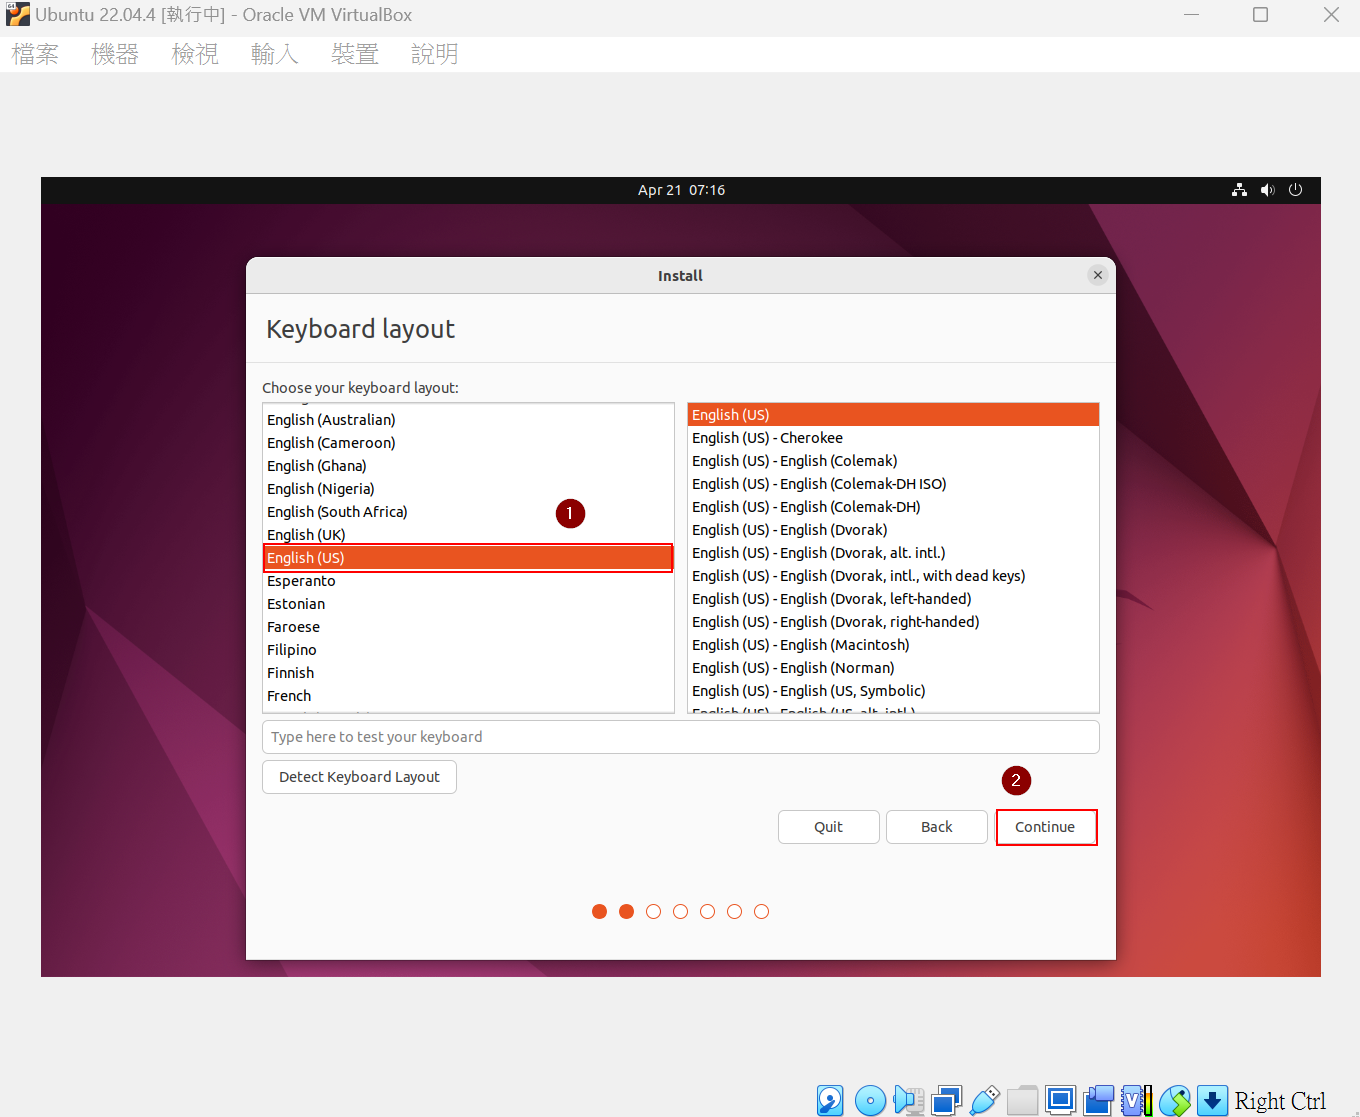 Ubuntu 22.04.4 [執行中] - Oracle VM VirtualBox
檔案 機器 檢視 輸入 裝置 說明
Apr 21 07:16
Install
Keyboard layout
Choose your keyboard layout:
English (Australian)
English (Cameroon)
English (Ghana)
English (Nigeria)
English (South Africa)
1
English (UK)
English (US)
Esperanto
Estonian
Faroese
Filipino
Finnish
French
English (US)
English (US) - Cherokee
English (US) - English (Colemak)
English (US) - English (Colemak-DH ISO)
English (US) - English (Colemak-DH)
English (US) - English (Dvorak)
English (US) - English (Dvorak, alt. intl.)
English (US) - English (Dvorak, intl., with dead keys)
English (US) - English (Dvorak, left-handed)
English (US) - English (Dvorak, right-handed)
English (US) - English (Macintosh)
English (US) - English (Norman)
English (US) - English (US, Symbolic)
English (US) - English (US, alt. intl.)
Type here to test your keyboard
Detect Keyboard Layout
2
Quit Back Continue
Right Ctrl